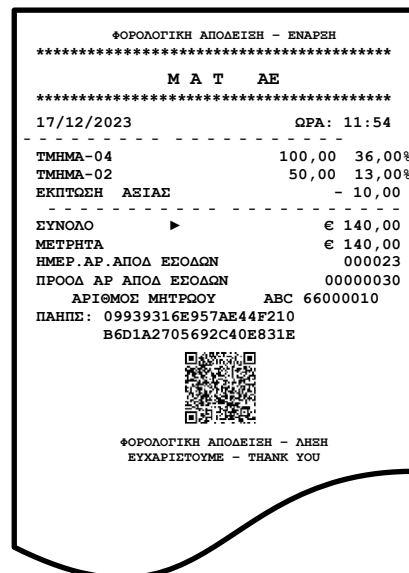 ΦΟΡΟΛΟΓΙΚΗ ΑΠΟΔΕΙΞΗ – ΕΝΑΡΞΗ
******************************************
Μ Α Τ ΑΕ
******************************************
17/12/2023 ΩΡΑ: 11:54
- - - - - - - - - - - - - - - - - - -
ΤΜΗΜΑ-04 100,00 36,00%
ΤΜΗΜΑ-02 50,00 13,00%
ΕΚΠΤΩΣΗ ΑΞΙΑΣ - 10,00
- - - - - - - - - - - - - - - - - - -
ΣΥΝΟΛΟ ► € 140,00
ΜΕΤΡΗΤΑ € 140,00
ΗΜΕΡ.ΑΡ.ΑΠΟΔ ΕΣΟΔΩΝ 000023
ΠΡΟΟΔ ΑΡ ΑΠΟΔ ΕΣΟΔΩΝ 00000030
ΑΡΙΘΜΟΣ ΜΗΤΡΩΟΥ ABC 66000010
ΠΑΗΠΣ: 09939316E957AE44F210
B6D1A2705692C40E831E
ΦΟΡΟΛΟΓΙΚΗ ΑΠΟΔΕΙΞΗ – ΛΗΞΗ
ΕΥΧΑΡΙΣΤΟΥΜΕ – THANK YOU